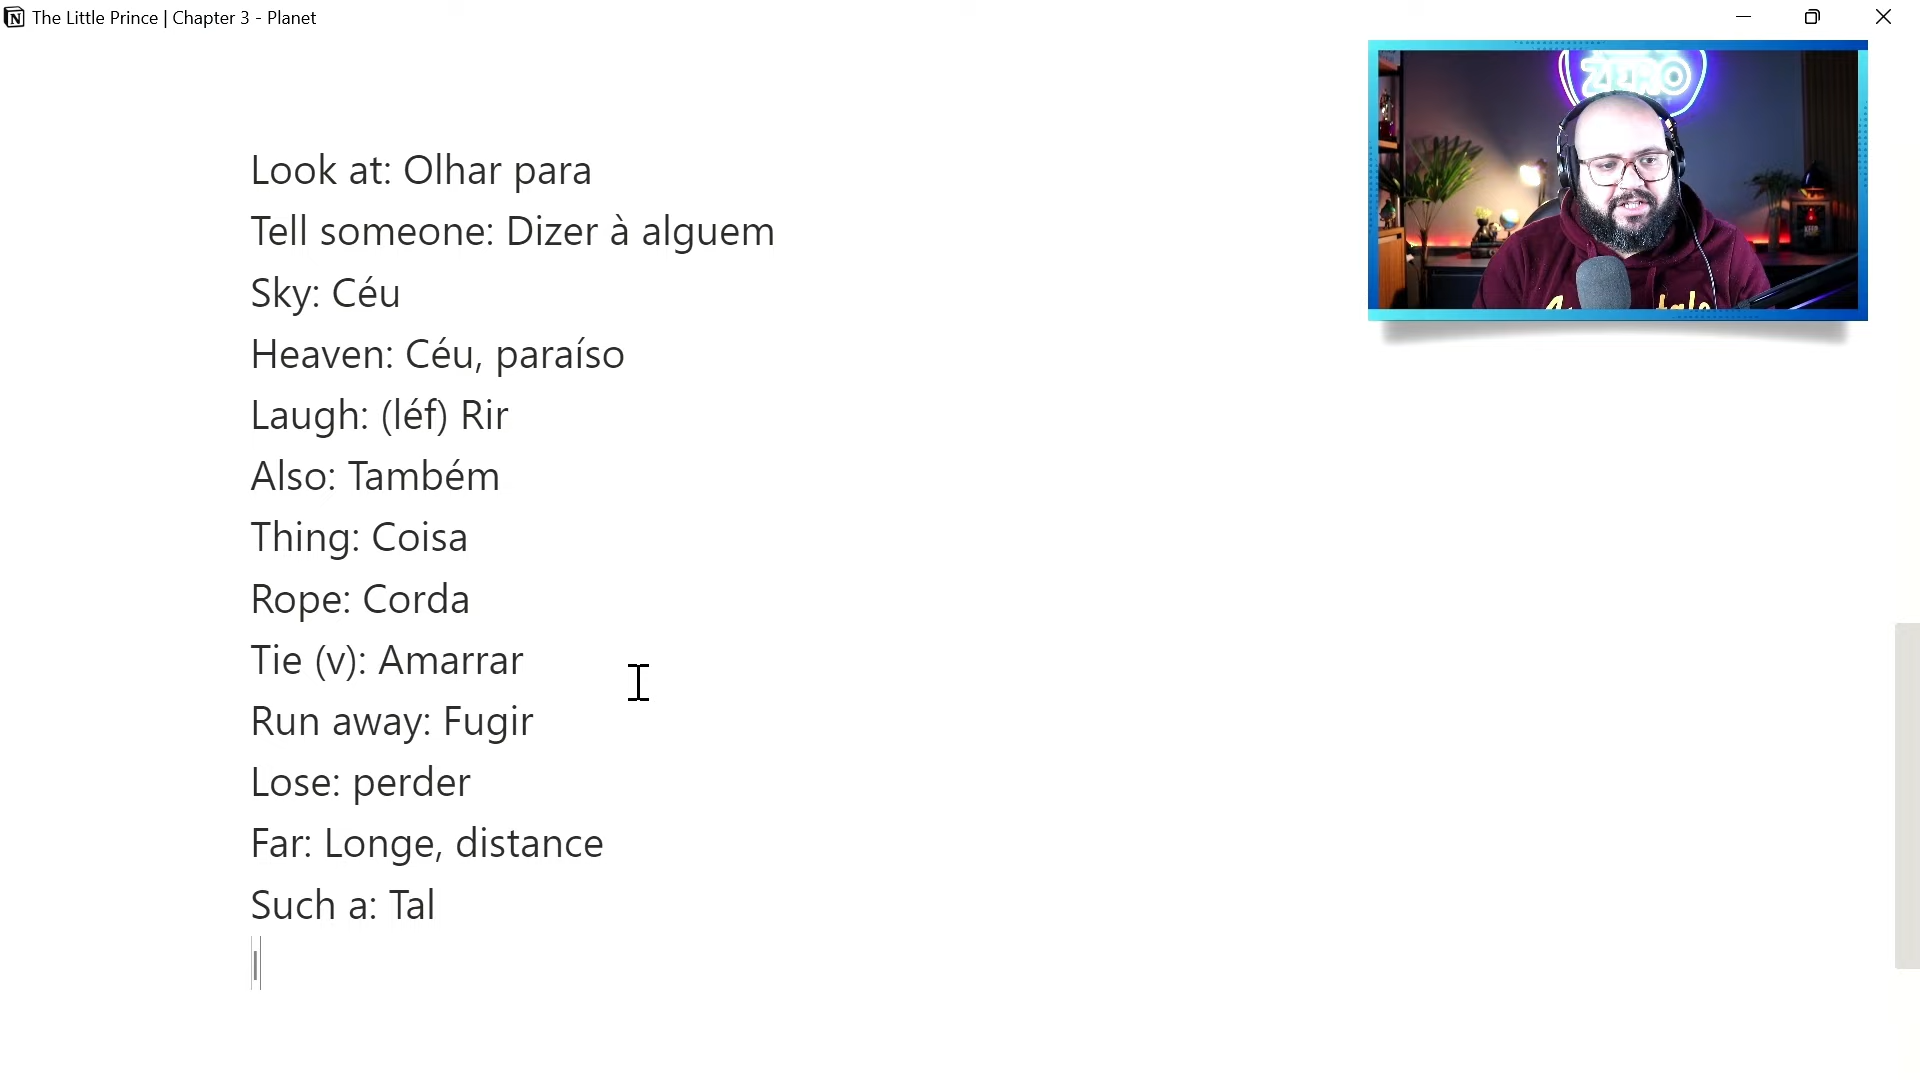 The Little Prince | Chapter 3 - Planet
ZERO
Look at: Olhar para
Tell someone: Dizer à alguem
Sky: Céu
Heaven: Céu, paraíso
Laugh: (léf) Rir
Also: Também
Thing: Coisa
Rope: Corda
Tie (v): Amarrar
Run away: Fugir
Lose: perder
Far: Longe, distance
Such a: Tal